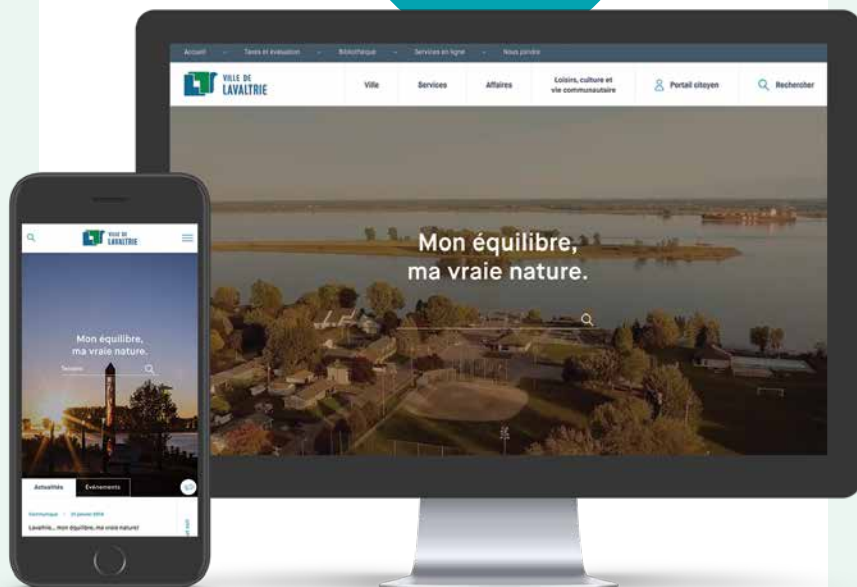 Accueil
Taxes et évaluation
Bibliothèque
Services en ligne
Nous joindre
VILLE DE
LAVALTRIE
Ville
Services
Affaires
Loisirs, culture et
vie communautaire
Portail citoyen
Rechercher
Mon équilibre,
ma vraie nature.
VILLE DE
LAVALTRIE
Mon équilibre,
ma vraie nature.
Actualités
Événements
Communiqué
Lavaltrie... mon équilibre, ma vraie nature!